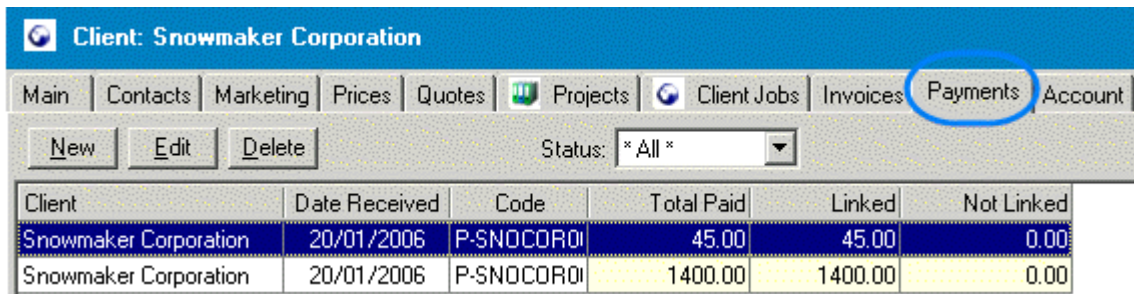 Client: Snowmaker Corporation
Main Contacts Marketing Prices Quotes Projects Client Jobs Invoices Payments Account
New Edit Delete Status: * All *
Client Date Received Code Total Paid Linked Not Linked
Snowmaker Corporation 20/01/2006 P-SNOCOR0 45.00 45.00 0.00
Snowmaker Corporation 20/01/2006 P-SNOCOR0 1400.00 1400.00 0.00